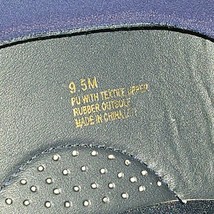 9.5M
PU WITH TEXTILE UPPER
RUBBER OUTSOLE
MADE IN CHINA